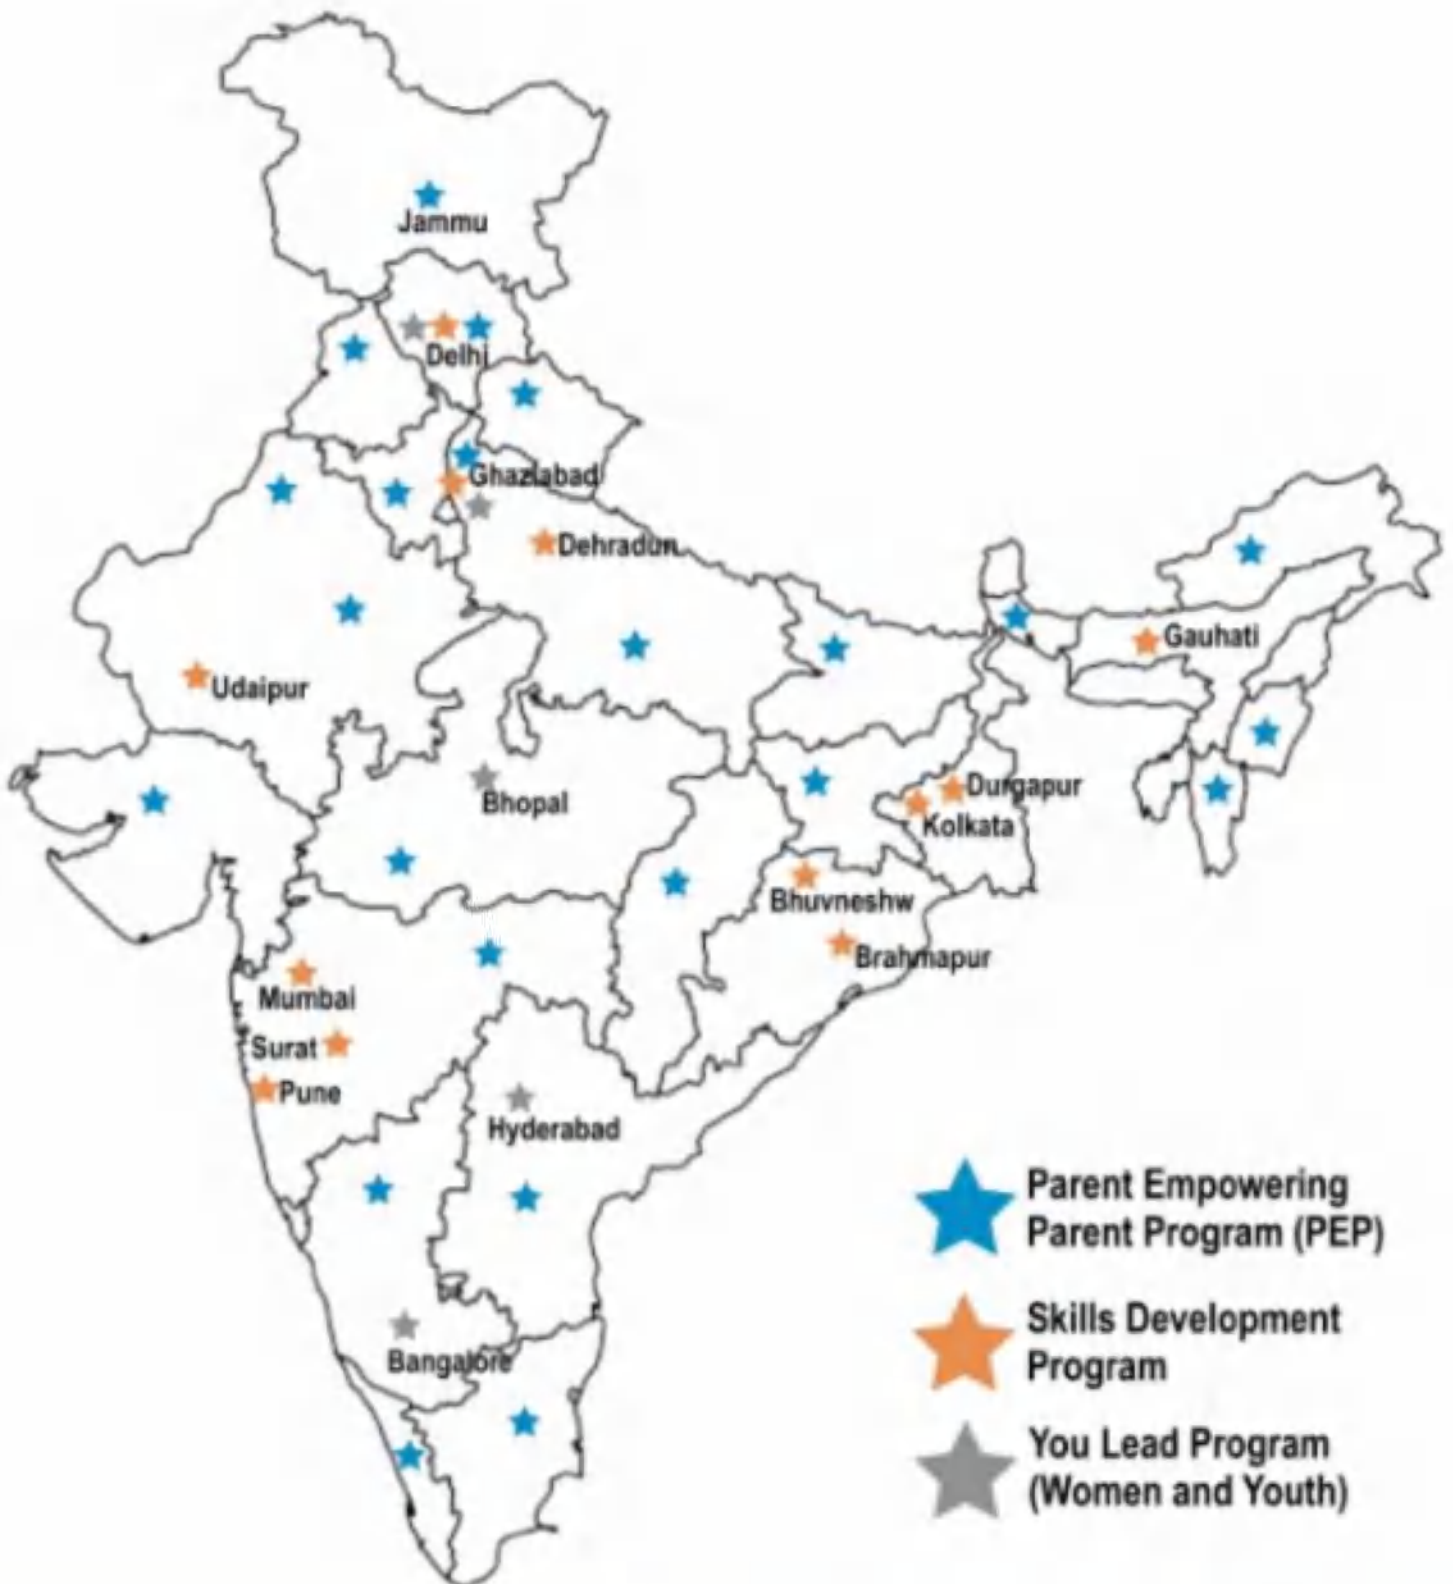 Jammu
Delhi
Ghaziabad
Dehradun
Gauhati
Udaipur
Bhopal
Durgapur
Kolkata
Bhuvneshw
Brahmapur
Mumbai
Surat
Pune
Hyderabad
Bangalore
Parent Empowering
Parent Program (PEP)
Skills Development
Program
You Lead Program
(Women and Youth)